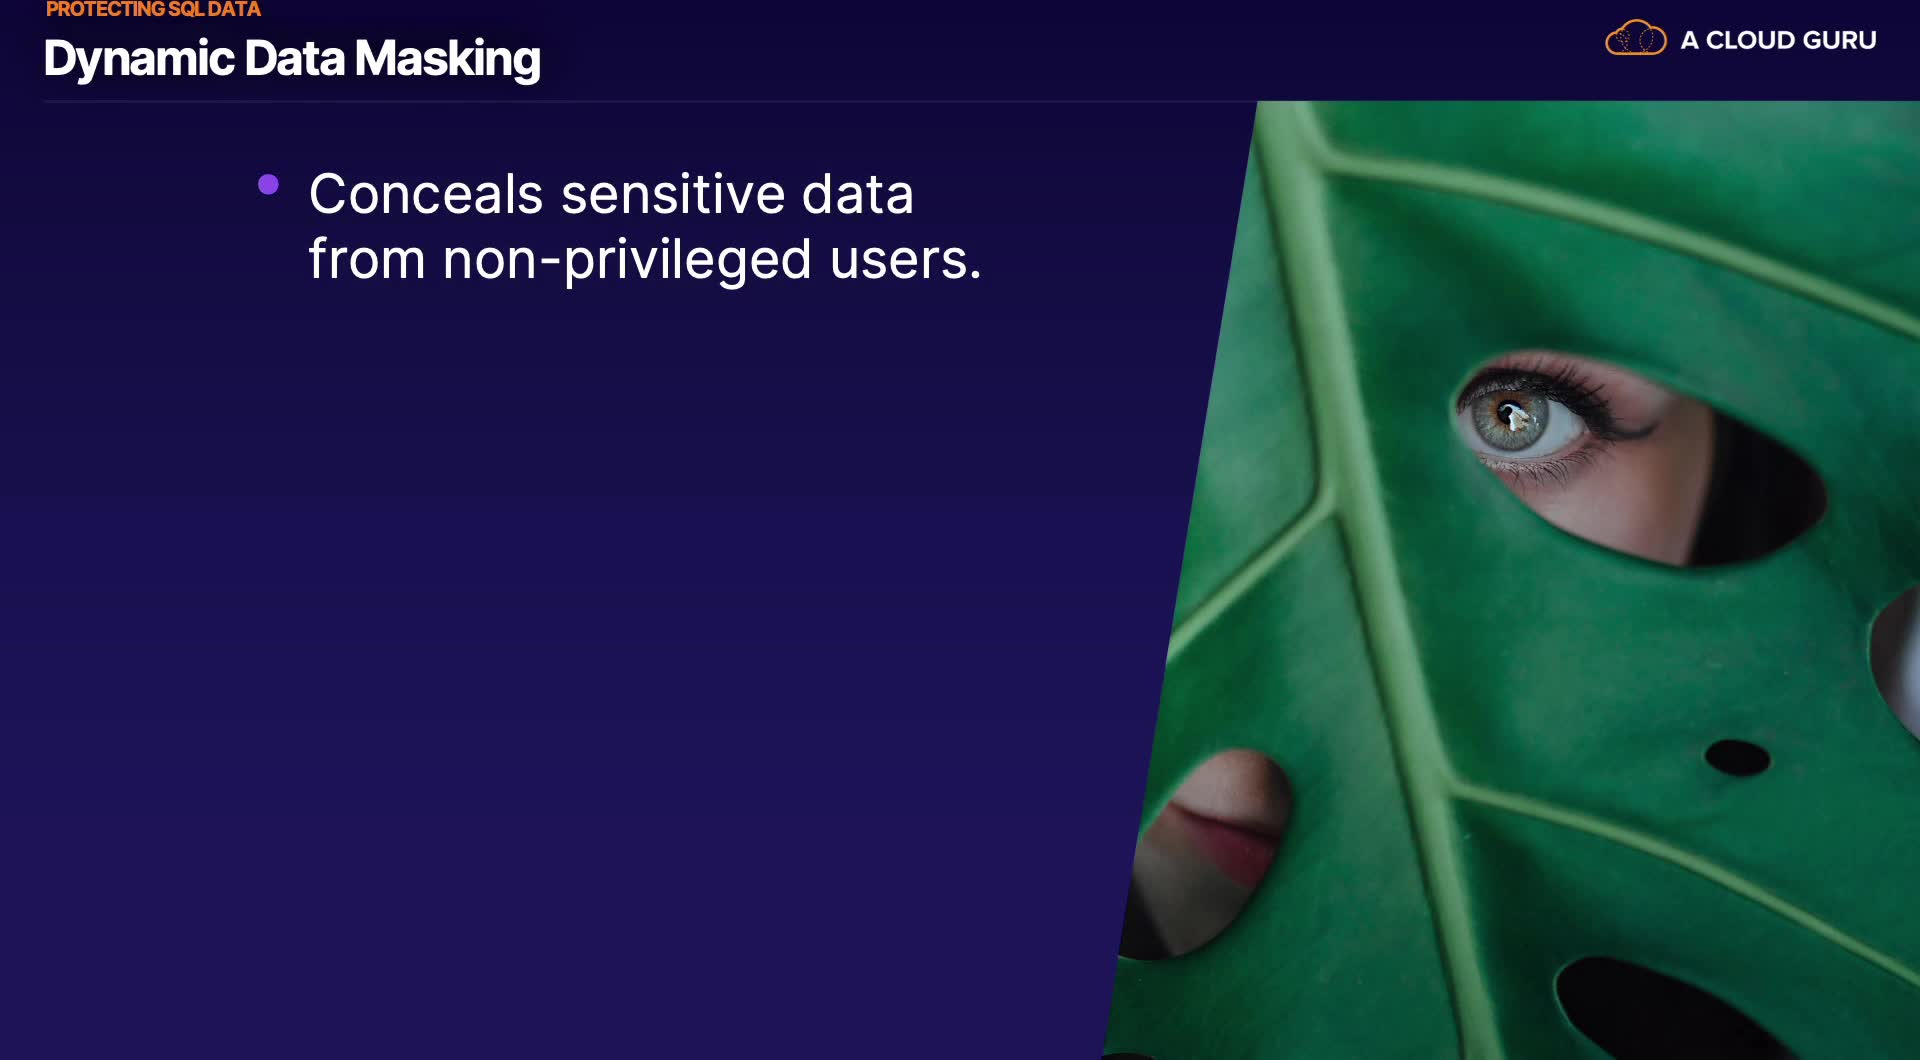 PROTECTING SQL DATA
Dynamic Data Masking
A CLOUD GURU
Conceals sensitive data
from non-privileged users.